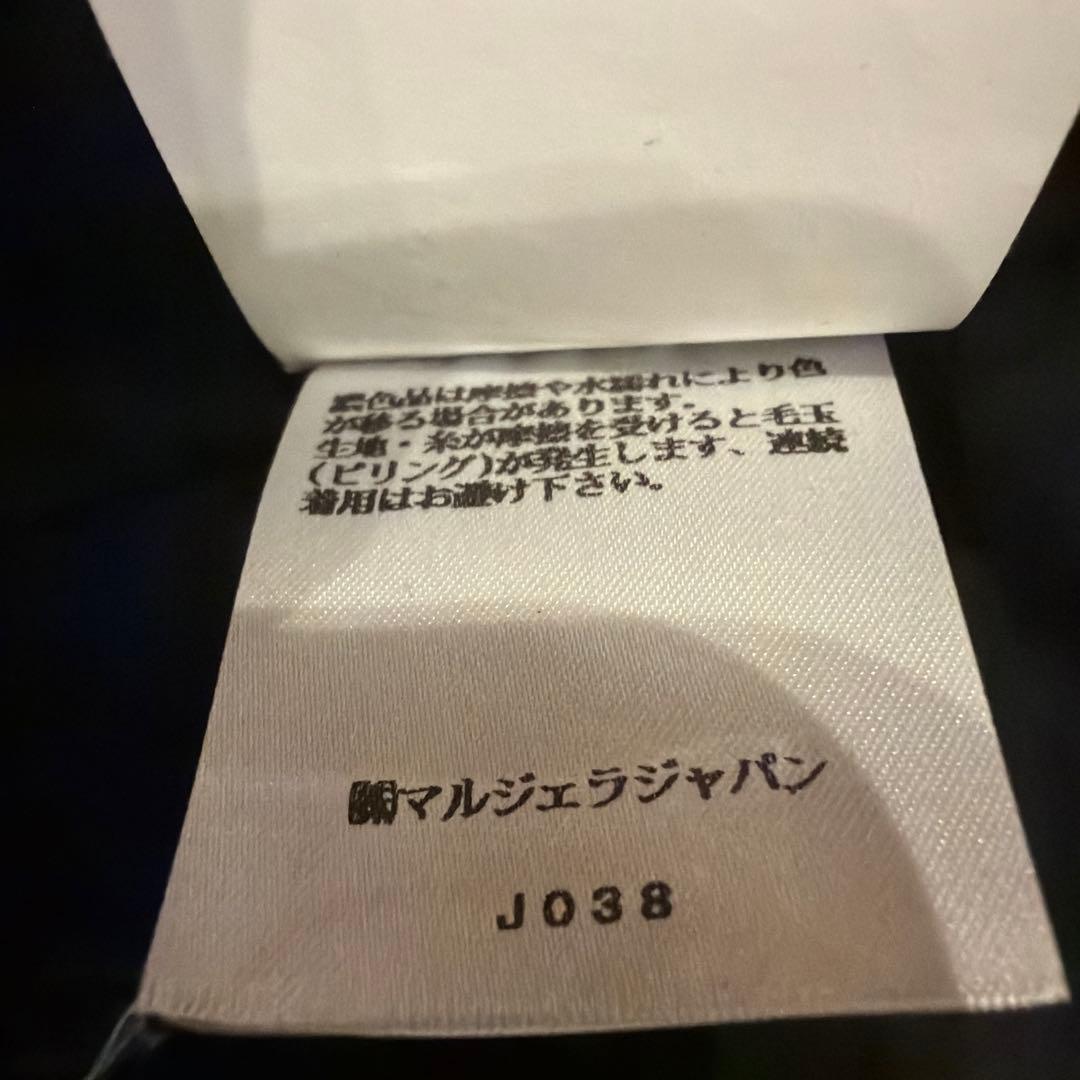 濃色品は摩擦や水濡れにより色
が移る場合があります。
生地・糸が摩擦を受けると毛玉
(ピリング)が発生します、連続
着用はお避け下さい。
㈱マルジェラジャパン
J038